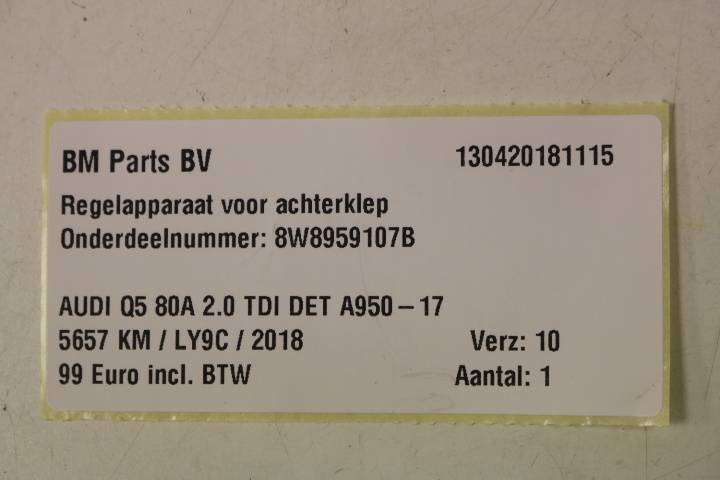 BM Parts BV 130420181115
Regelapparaat voor achterklep
Onderdeelnummer: 8W8959107B
AUDI Q5 80A 2.0 TDI DET A950 – 17
5657 KM / LY9C / 2018 Verz: 10
99 Euro incl. BTW Aantal: 1